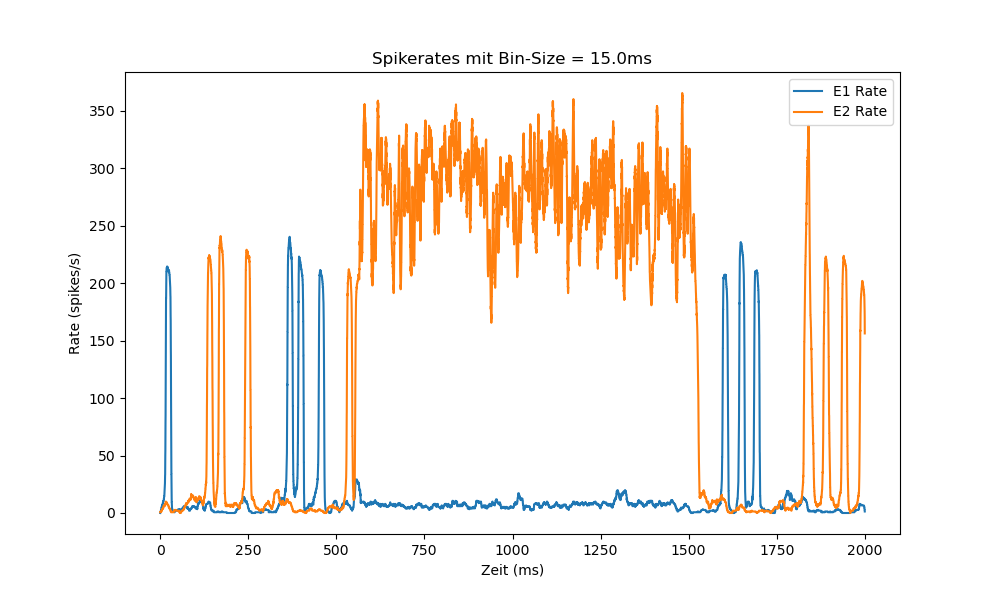 Spikerates mit Bin-Size = 15.0ms
E1 Rate
E2 Rate
350
300
250
200
150
100
50
0
Rate (spikes/s)
0 250 500 750 1000 1250 1500 1750 2000
Zeit (ms)